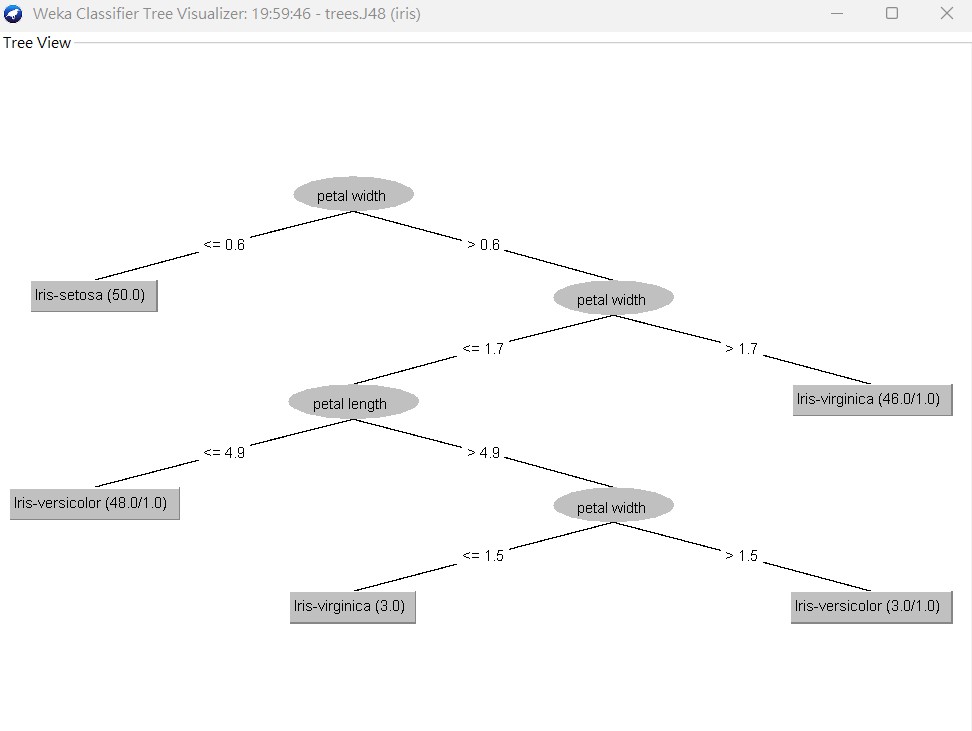 Weka Classifier Tree Visualizer: 19:59:46 - trees.J48 (iris)
Tree View
petal width
<= 0.6
> 0.6
Iris-setosa (50.0)
petal width
<= 1.7
> 1.7
petal length
Iris-virginica (46.0/1.0)
<= 4.9
> 4.9
Iris-versicolor (48.0/1.0)
petal width
<= 1.5
> 1.5
Iris-virginica (3.0)
Iris-versicolor (3.0/1.0)